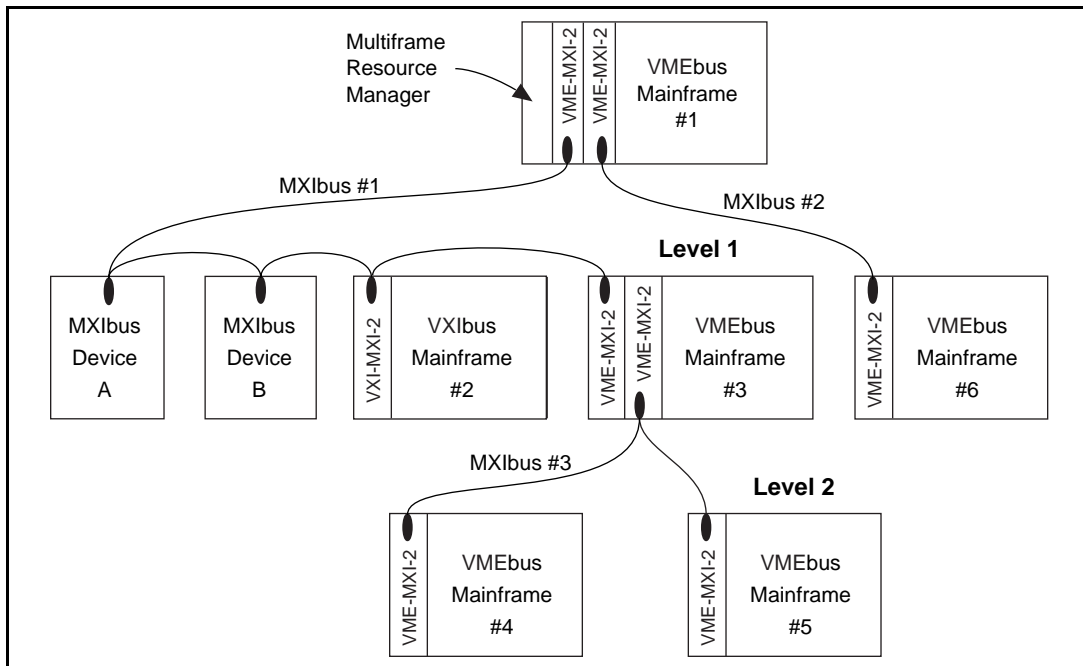 Multiframe
Resource
Manager
VME-MXI-2
VME-MXI-2
VMEbus
Mainframe
#1
MXIbus #1
MXIbus #2
Level 1
MXIbus
Device
A
MXIbus
Device
B
VXI-MXI-2
VXIbus
Mainframe
#2
VME-MXI-2
VME-MXI-2
VMEbus
Mainframe
#3
VME-MXI-2
VMEbus
Mainframe
#6
MXIbus #3
Level 2
VME-MXI-2
VMEbus
Mainframe
#4
VME-MXI-2
VMEbus
Mainframe
#5